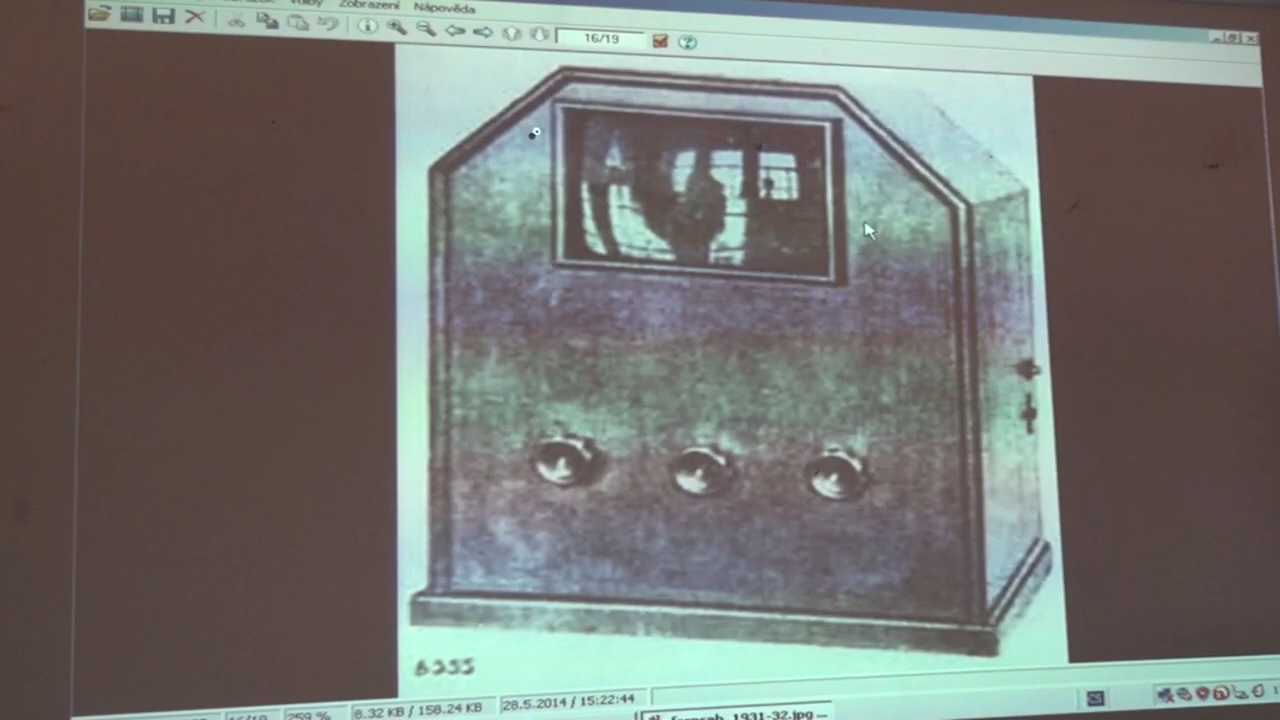 Zobrazení Nápověda
16/19
6355
16/19 259 % 8.32 KB / 158.24 KB 28.5.2014 / 15:22:44
1931-32.jpg ...